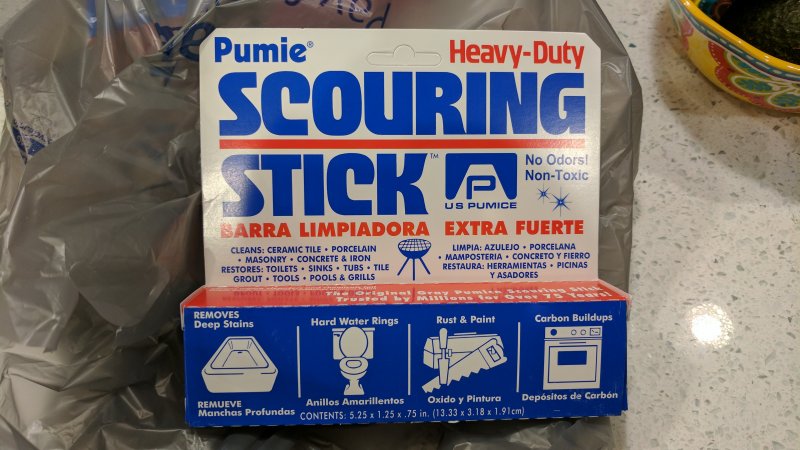 Pumie® Heavy-Duty
SCOURING
STICK™
U S PUMICE
No Odors!
Non-Toxic
BARRA LIMPIADORA EXTRA FUERTE
CLEANS: CERAMIC TILE • PORCELAIN
• MASONRY • CONCRETE & IRON
RESTORES: TOILETS • SINKS • TUBS • TILE
GROUT • TOOLS • POOLS & GRILLS
LIMPIA: AZULEJO • PORCELANA
• MAMPOSTERIA • CONCRETO Y FIERRO
RESTAURA: HERRAMIENTAS • PICINAS
Y ASADORES
The Original Gray Pumice Scouring Stick
Trusted by Millions for Over 75 Years!
REMOVES
Deep Stains
REMUEVE
Manchas Profundas
Hard Water Rings
Anillos Amarillentos
Rust & Paint
Oxido y Pintura
Carbon Buildups
Depósitos de Carbón
CONTENTS: 5.25 x 1.25 x .75 in. (13.33 x 3.18 x 1.91cm)